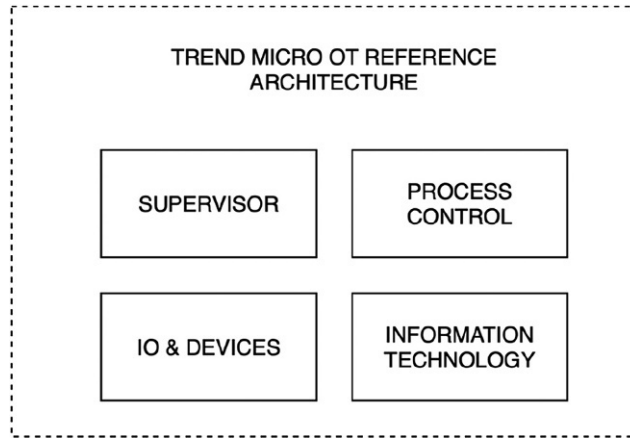 TREND MICRO OT REFERENCE
ARCHITECTURE
SUPERVISOR
PROCESS
CONTROL
IO & DEVICES
INFORMATION
TECHNOLOGY